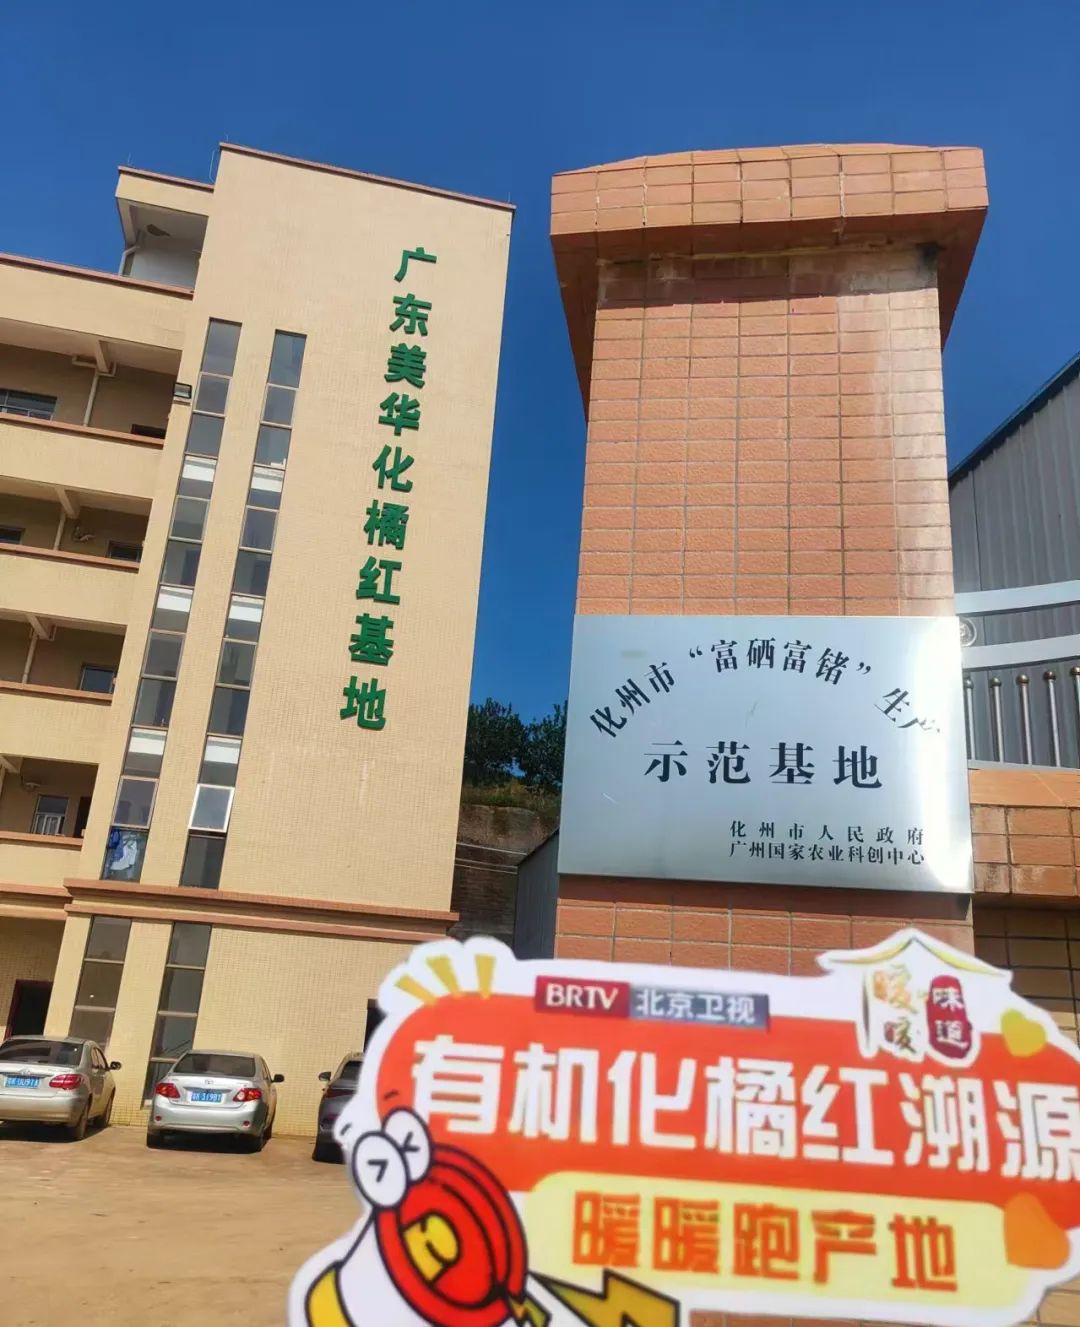 广东美华化橘红基地
化州市“富硒富锗”生产
示范基地
化州市人民政府
广州国家农业科创中心
BRTV 北京卫视
暖暖味道
有机化橘红溯源
暖暖跑产地